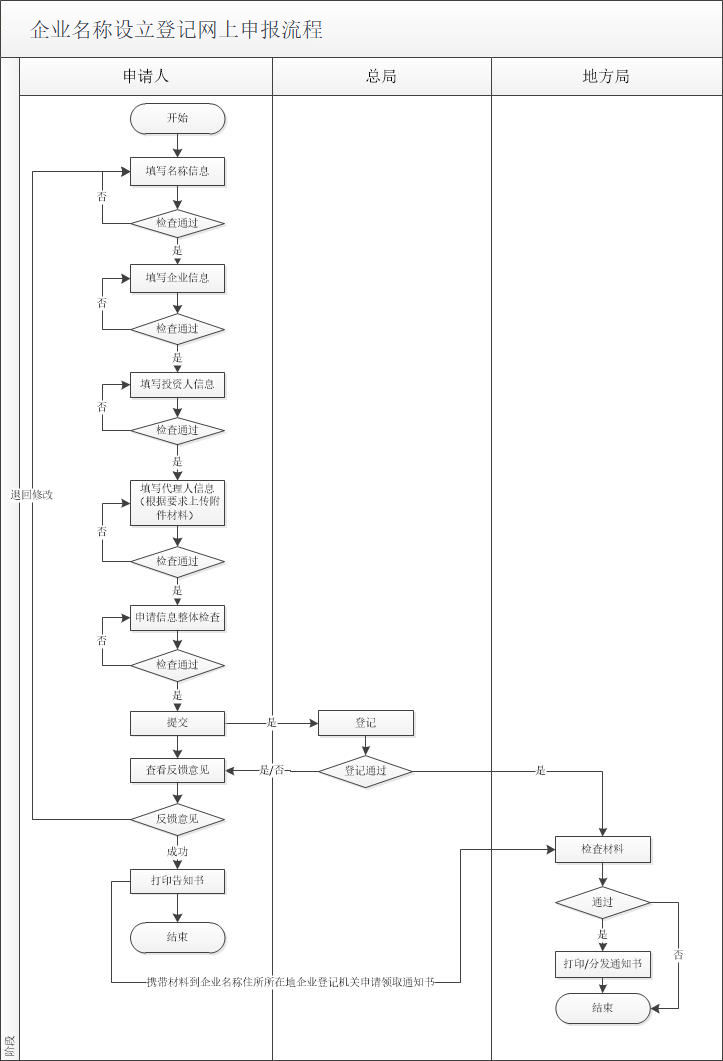 企业名称设立登记网上申报流程
申请人
总局
地方局
开始
填写名称信息
否
检查通过
是
填写企业信息
否
检查通过
是
填写投资人信息
否
检查通过
是
填写代理人信息
（根据要求上传附
件材料）
退回修改
否
检查通过
是
申请信息整体检查
否
检查通过
是
提交
是
登记
查看反馈意见
是/否
登记通过
是
反馈意见
成功
检查材料
打印告知书
通过
结束
是
否
打印/分发通知书
携带材料到企业名称住所所在地企业登记机关申请领取通知书
结束
阶段